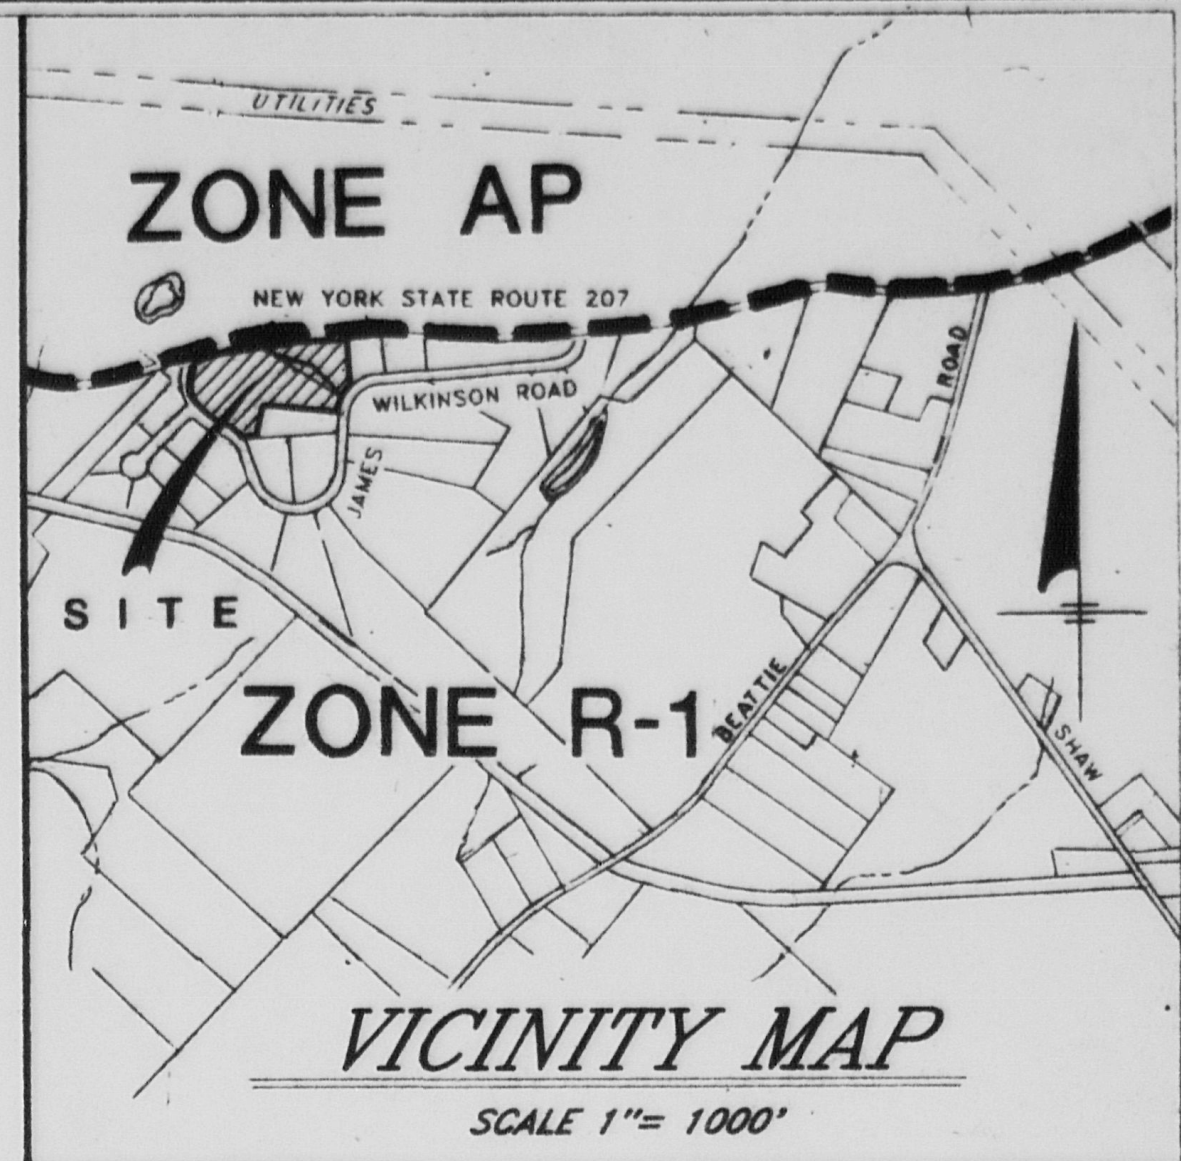 UTILITIES
ZONE AP
NEW YORK STATE ROUTE 207
ROAD
WILKINSON ROAD
JAMES
SITE
ZONE R-1
BEATTIE
SHAW
VICINITY MAP
SCALE 1"= 1000'